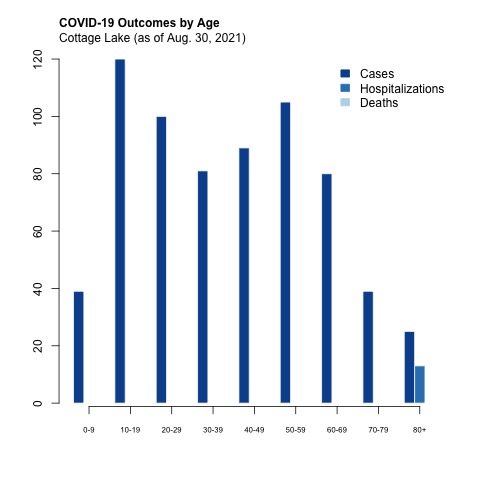 COVID-19 Outcomes by Age
Cottage Lake (as of Aug. 30, 2021)
Cases
Hospitalizations
Deaths
120
100
80
60
40
20
0
0-9 10-19 20-29 30-39 40-49 50-59 60-69 70-79 80+